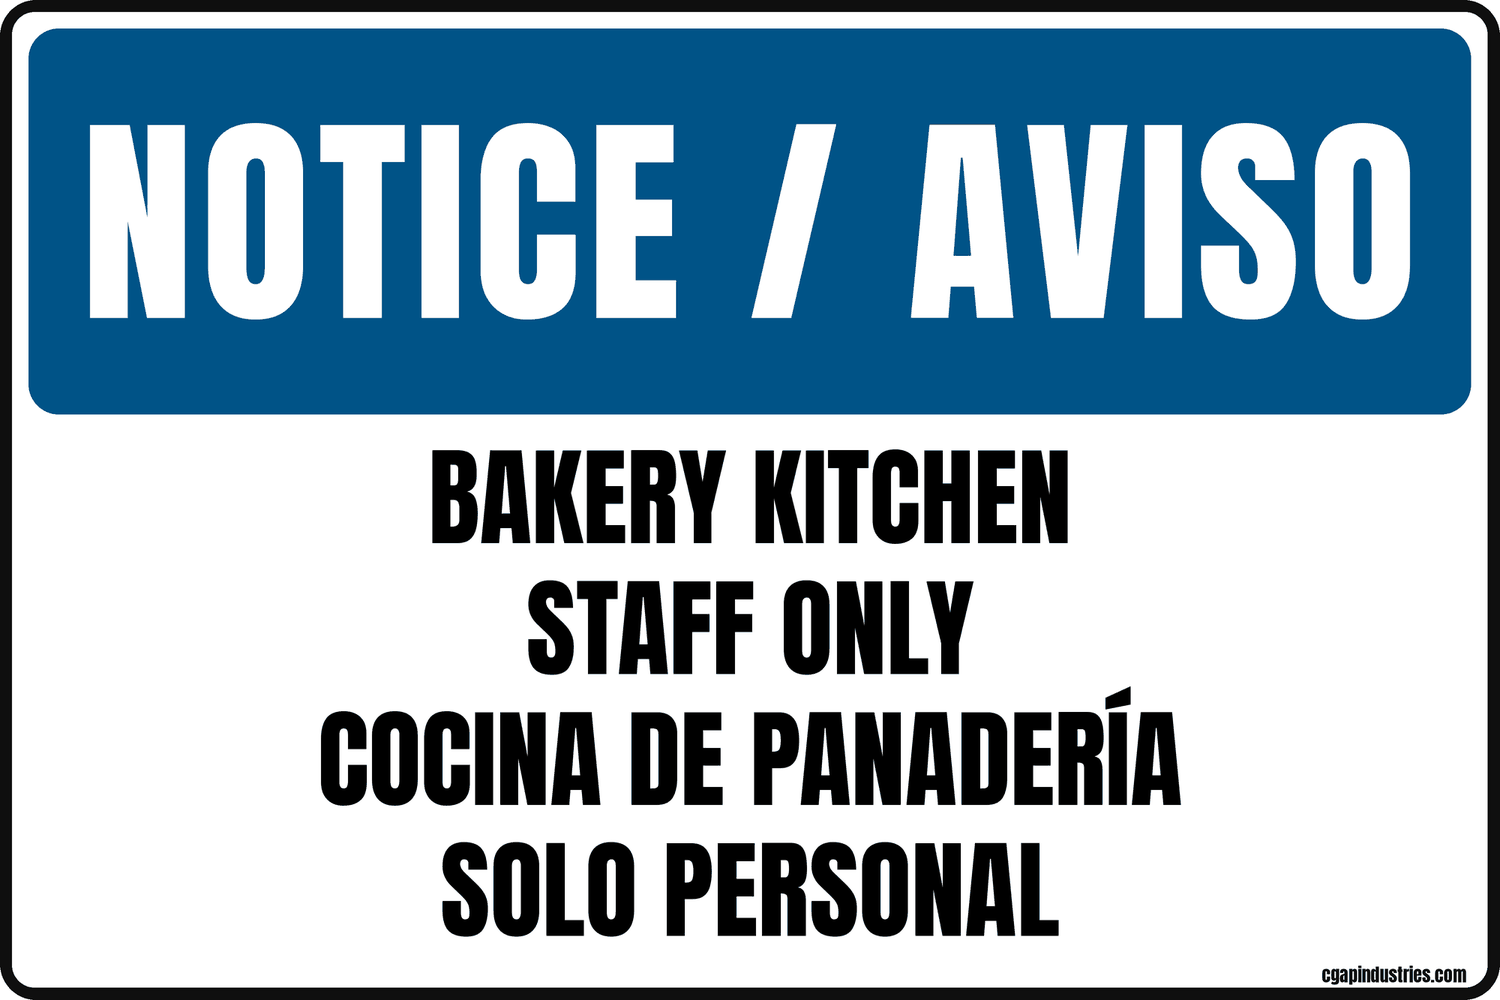 NOTICE / AVISO
BAKERY KITCHEN
STAFF ONLY
COCINA DE PANADERÍA
SOLO PERSONAL
cgapindustries.com